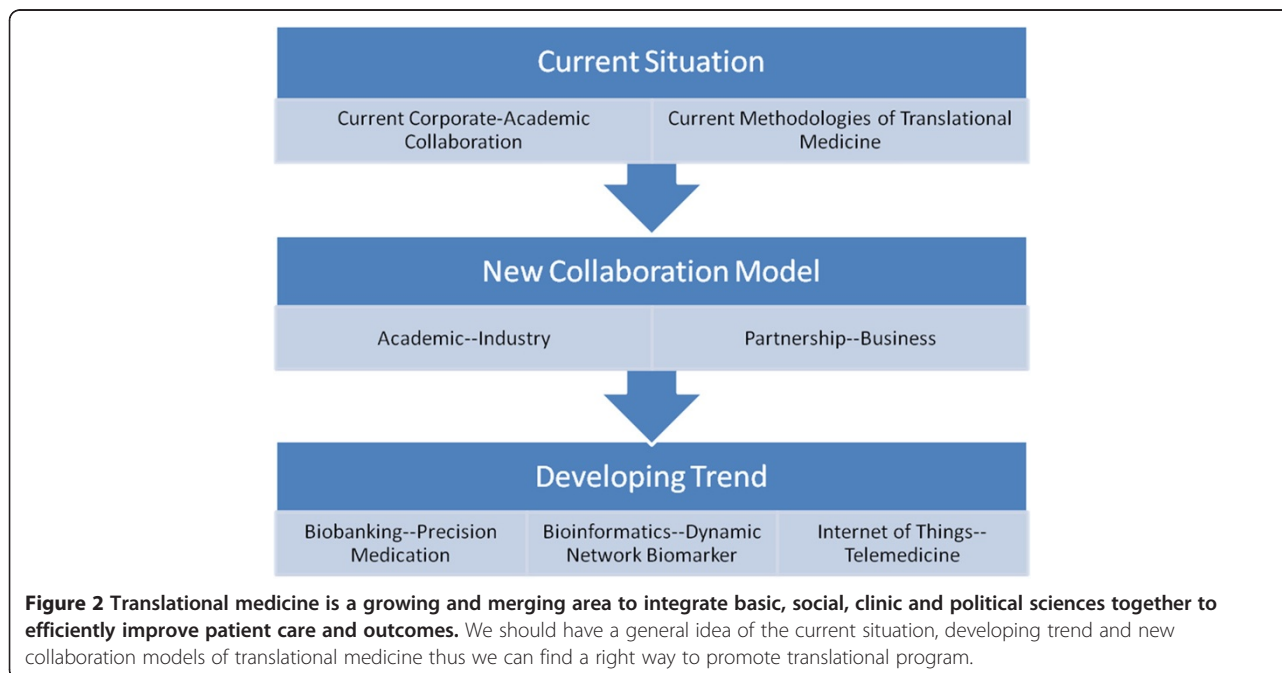 Current Situation
Current Corporate-Academic Current Methodologies of Translational
Collaboration Medicine
New Collaboration Model
Academic--Industry Partnership--Business
Developing Trend
Biobanking--Precision Bioinformatics--Dynamic Internet of Things--
Medication Network Biomarker Telemedicine
Figure 2 Translational medicine is a growing and merging area to integrate basic, social, clinic and political sciences together to
efficiently improve patient care and outcomes. We should have a general idea of the current situation, developing trend and new
collaboration models of translational medicine thus we can find a right way to promote translational program.